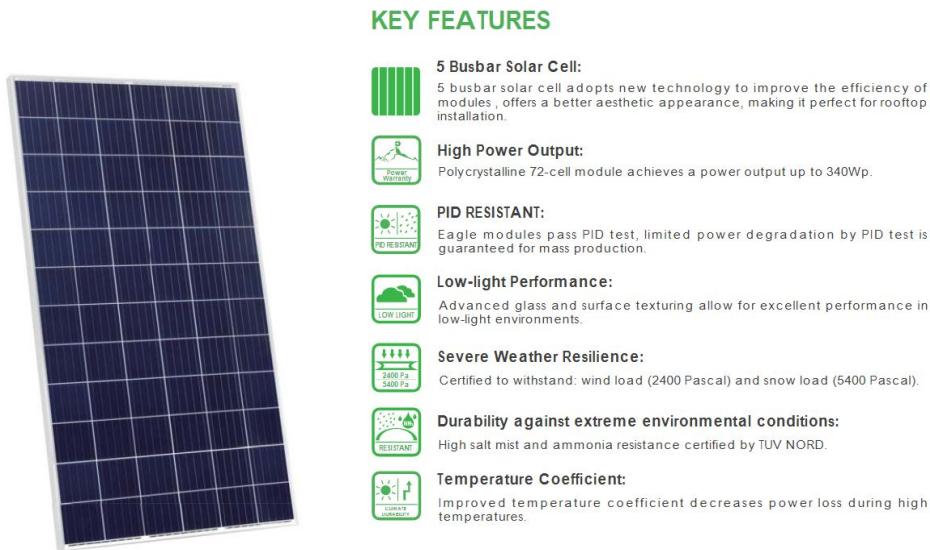 KEY FEATURES
5 Busbar Solar Cell:
5 busbar solar cell adopts new technology to improve the efficiency of
modules , offers a better aesthetic appearance, making it perfect for rooftop
installation.
Power
Warranty
High Power Output:
Polycrystalline 72-cell module achieves a power output up to 340Wp.
PID RESISTANT
PID RESISTANT:
Eagle modules pass PID test, limited power degradation by PID test is
guaranteed for mass production.
LOW LIGHT
Low-light Performance:
Advanced glass and surface texturing allow for excellent performance in
low-light environments.
2400 Pa
5400 Pa
Severe Weather Resilience:
Certified to withstand: wind load (2400 Pascal) and snow load (5400 Pascal).
RESISTANT
Durability against extreme environmental conditions:
High salt mist and ammonia resistance certified by TUV NORD.
CLIMATE
DURABILITY
Temperature Coefficient:
Improved temperature coefficient decreases power loss during high
temperatures.